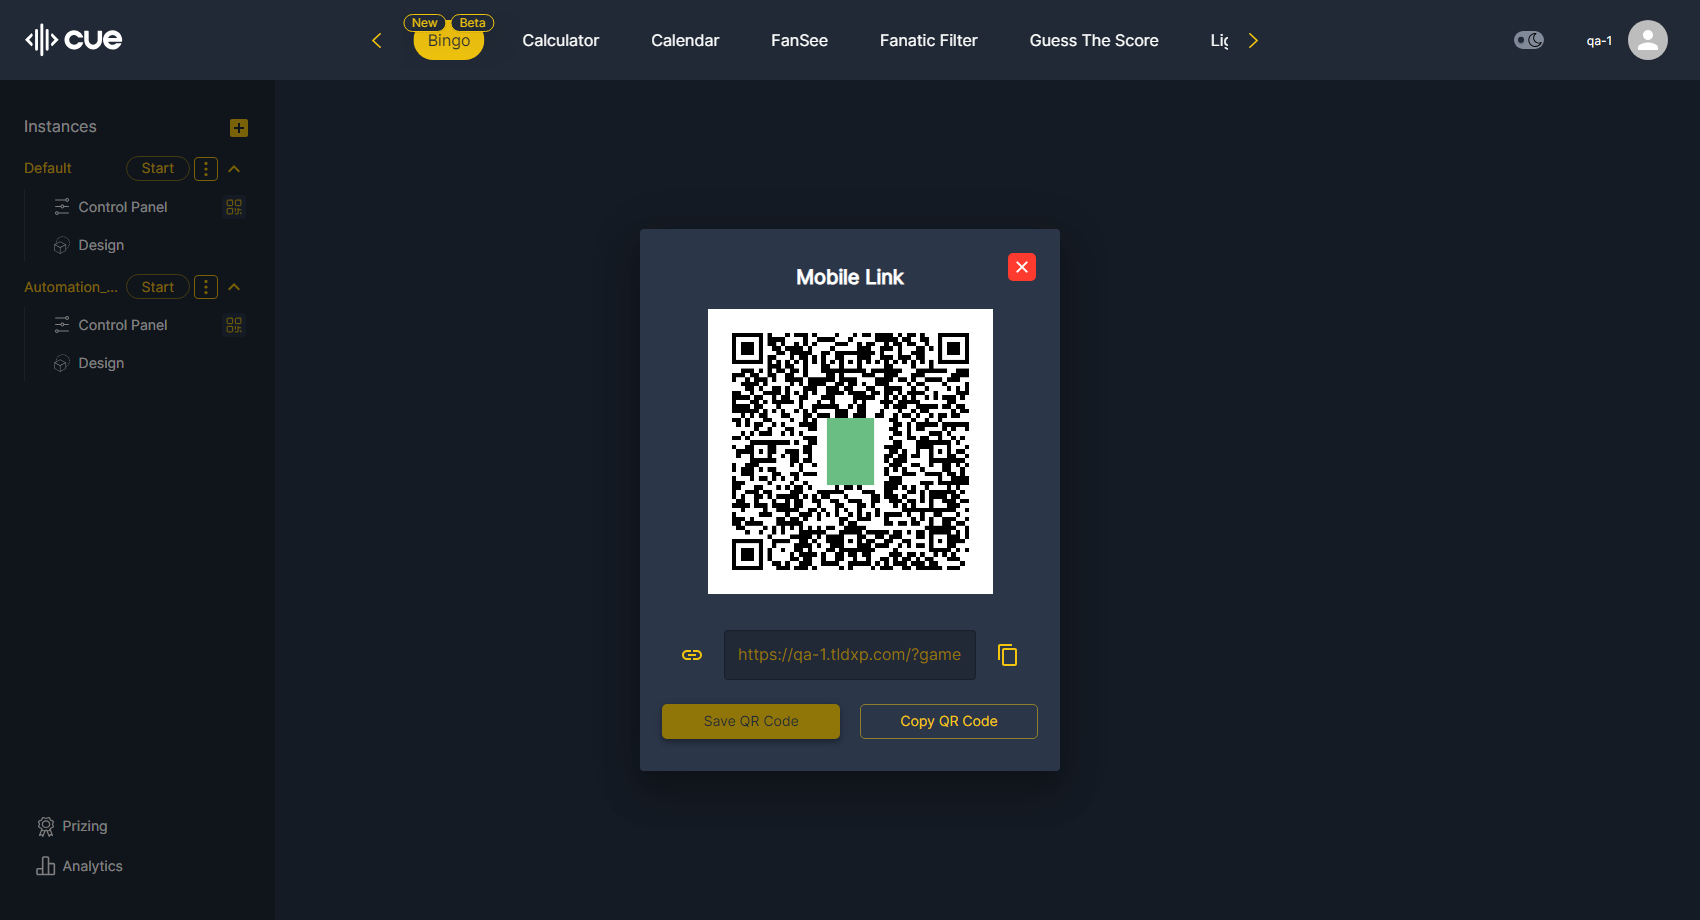 cue
New
Beta
Bingo
Calculator
Calendar
FanSee
Fanatic Filter
Guess The Score
Lig
qa-1
Instances
Default
Start
Control Panel
Design
Automation_...
Start
Control Panel
Design
Prizing
Analytics
Mobile Link
https://qa-1.tldxp.com/?game
Save QR Code
Copy QR Code